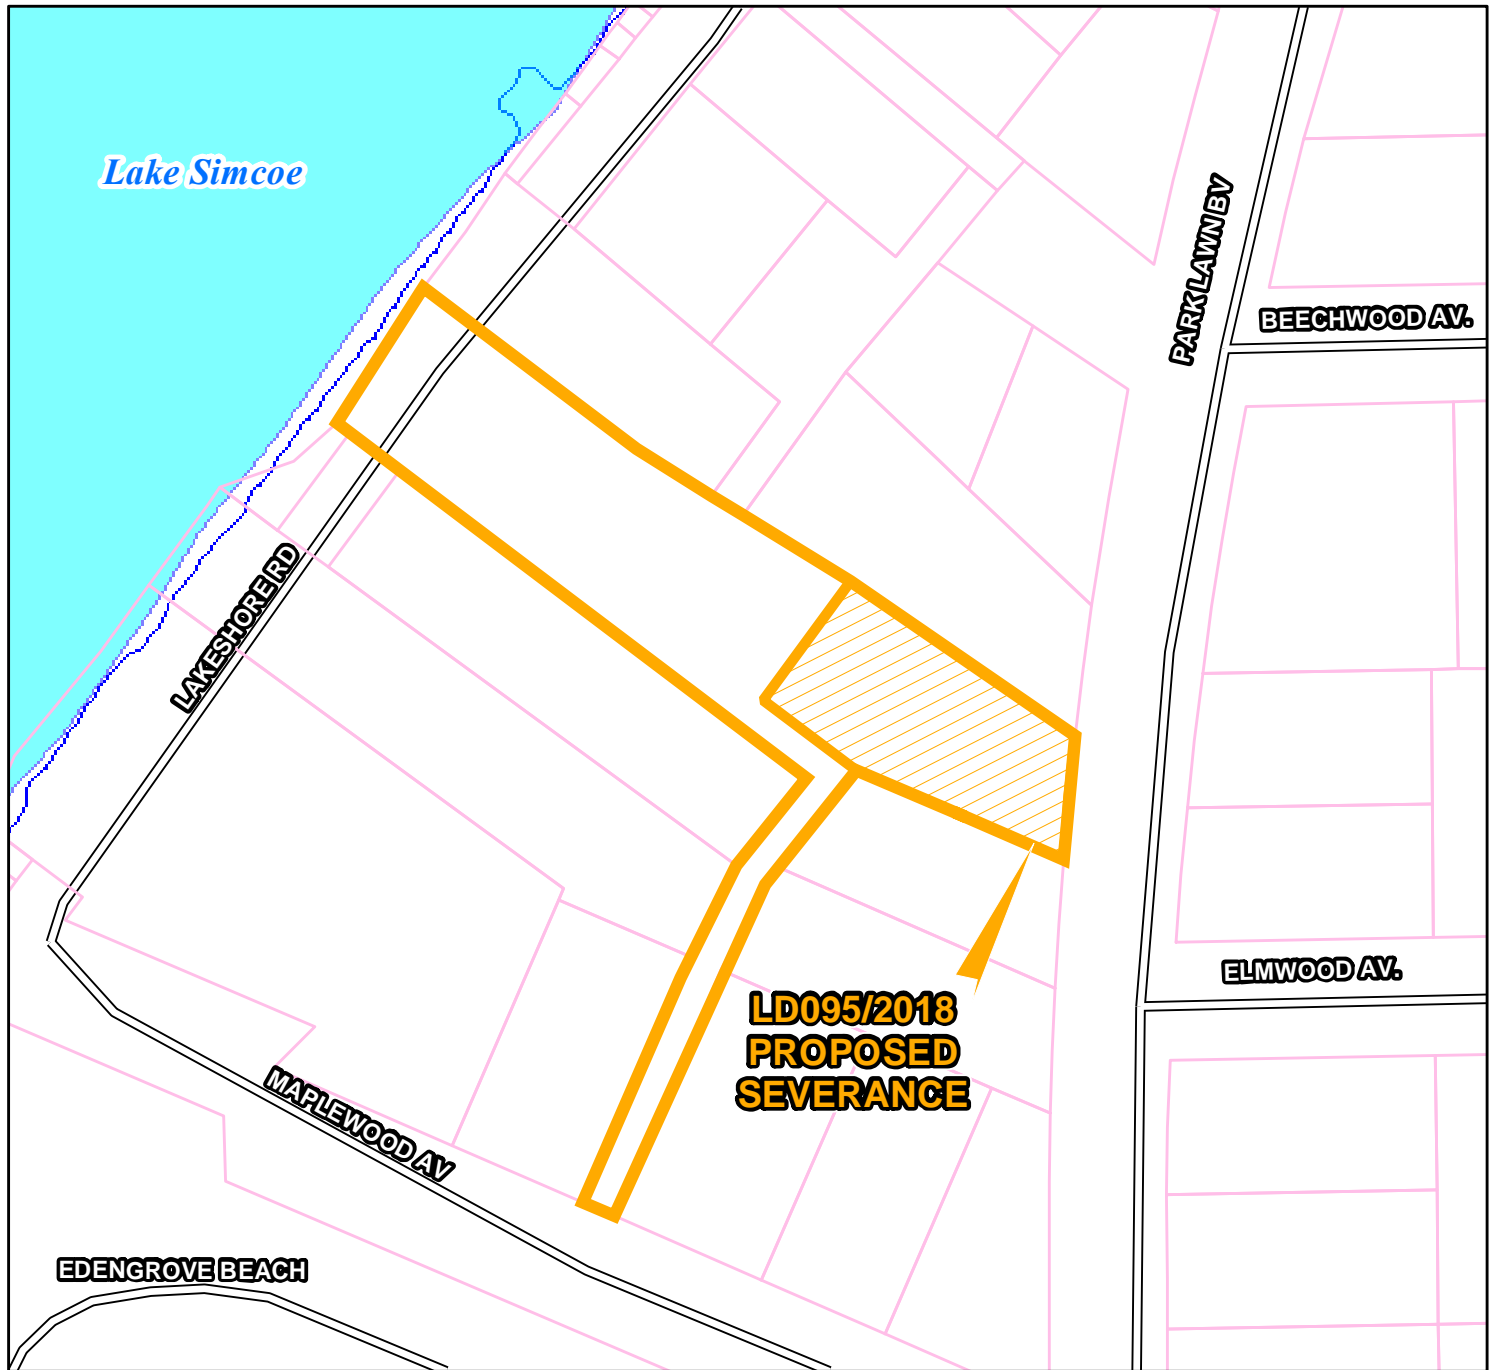 Lake Simcoe
PARK LAWN BV
BEECHWOOD AV.
LAKESHORE RD
ELMWOOD AV.
LD095/2018
PROPOSED
SEVERANCE
MAPLEWOOD AV
EDENGROVE BEACH